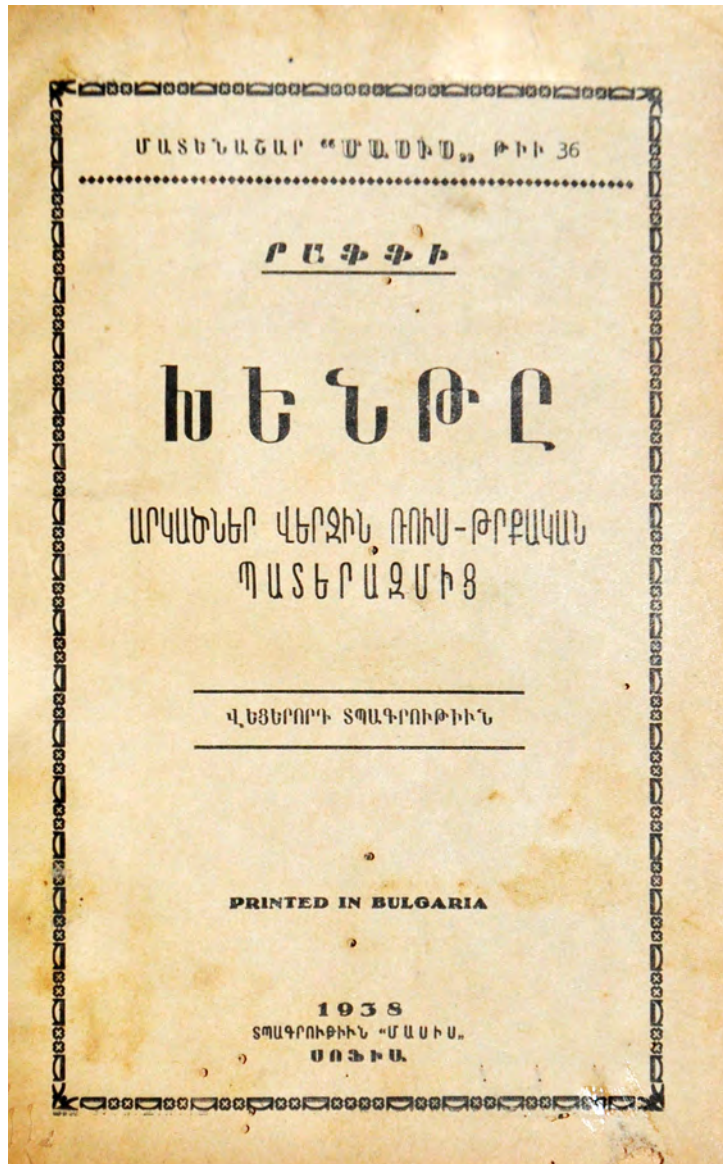 ՄԱՏԵՆԱՇԱՐ “ՄԱՍԻՍ„ ԹԻՒ 36
ՐԱՖՖԻ
ԽԵՆԹԸ
ԱՐԿԱԾՆԵՐ ՎԵՐՋԻՆ ՌՈՒՍ-ԹՐՔԱԿԱՆ
ՊԱՏԵՐԱԶՄԻՑ
ՎԵՑԵՐՈՐԴ ՏՊԱԳՐՈՒԹԻՒՆ
PRINTED IN BULGARIA
1938
ՏՊԱԳՐՈՒԹԻՒՆ “ՄԱՍԻՍ„
ՍՈՖԻԱ